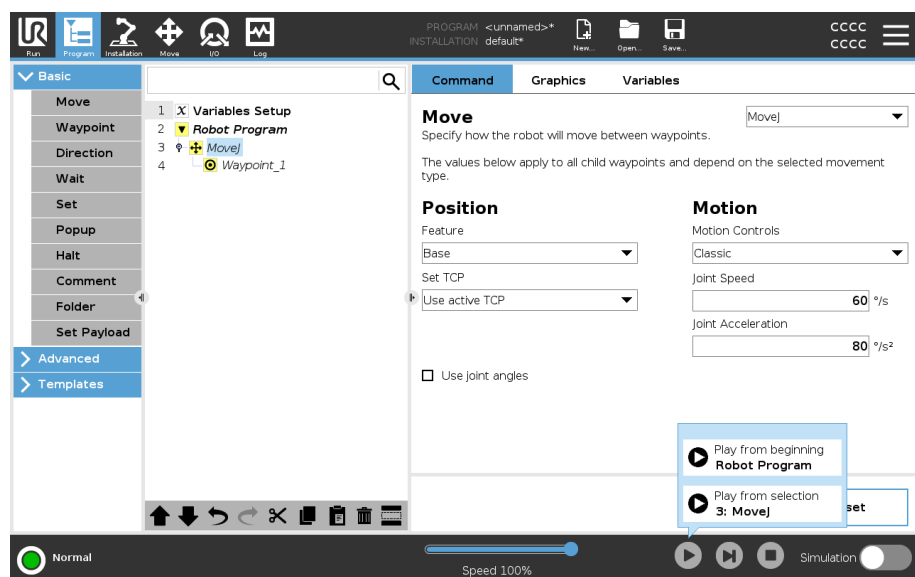 UR
Run
Program
Installation
Move
I/O
Log
PROGRAM <unnamed>*
INSTALLATION default*
New...
Open...
Save...
CCCC
CCCC
Basic
Move
Waypoint
Direction
Wait
Set
Popup
Halt
Comment
Folder
Set Payload
Advanced
Templates
1 X Variables Setup
2 Robot Program
3 MoveJ
4 Waypoint_1
Command Graphics Variables
Move
MoveJ
Specify how the robot will move between waypoints.
The values below apply to all child waypoints and depend on the selected movement
type.
Position
Feature
Base
Set TCP
Use active TCP
Use joint angles
Motion
Motion Controls
Classic
Joint Speed
60 °/s
Joint Acceleration
80 °/s²
Play from beginning
Robot Program
Play from selection
3: MoveJ
set
Normal
Speed 100%
Simulation